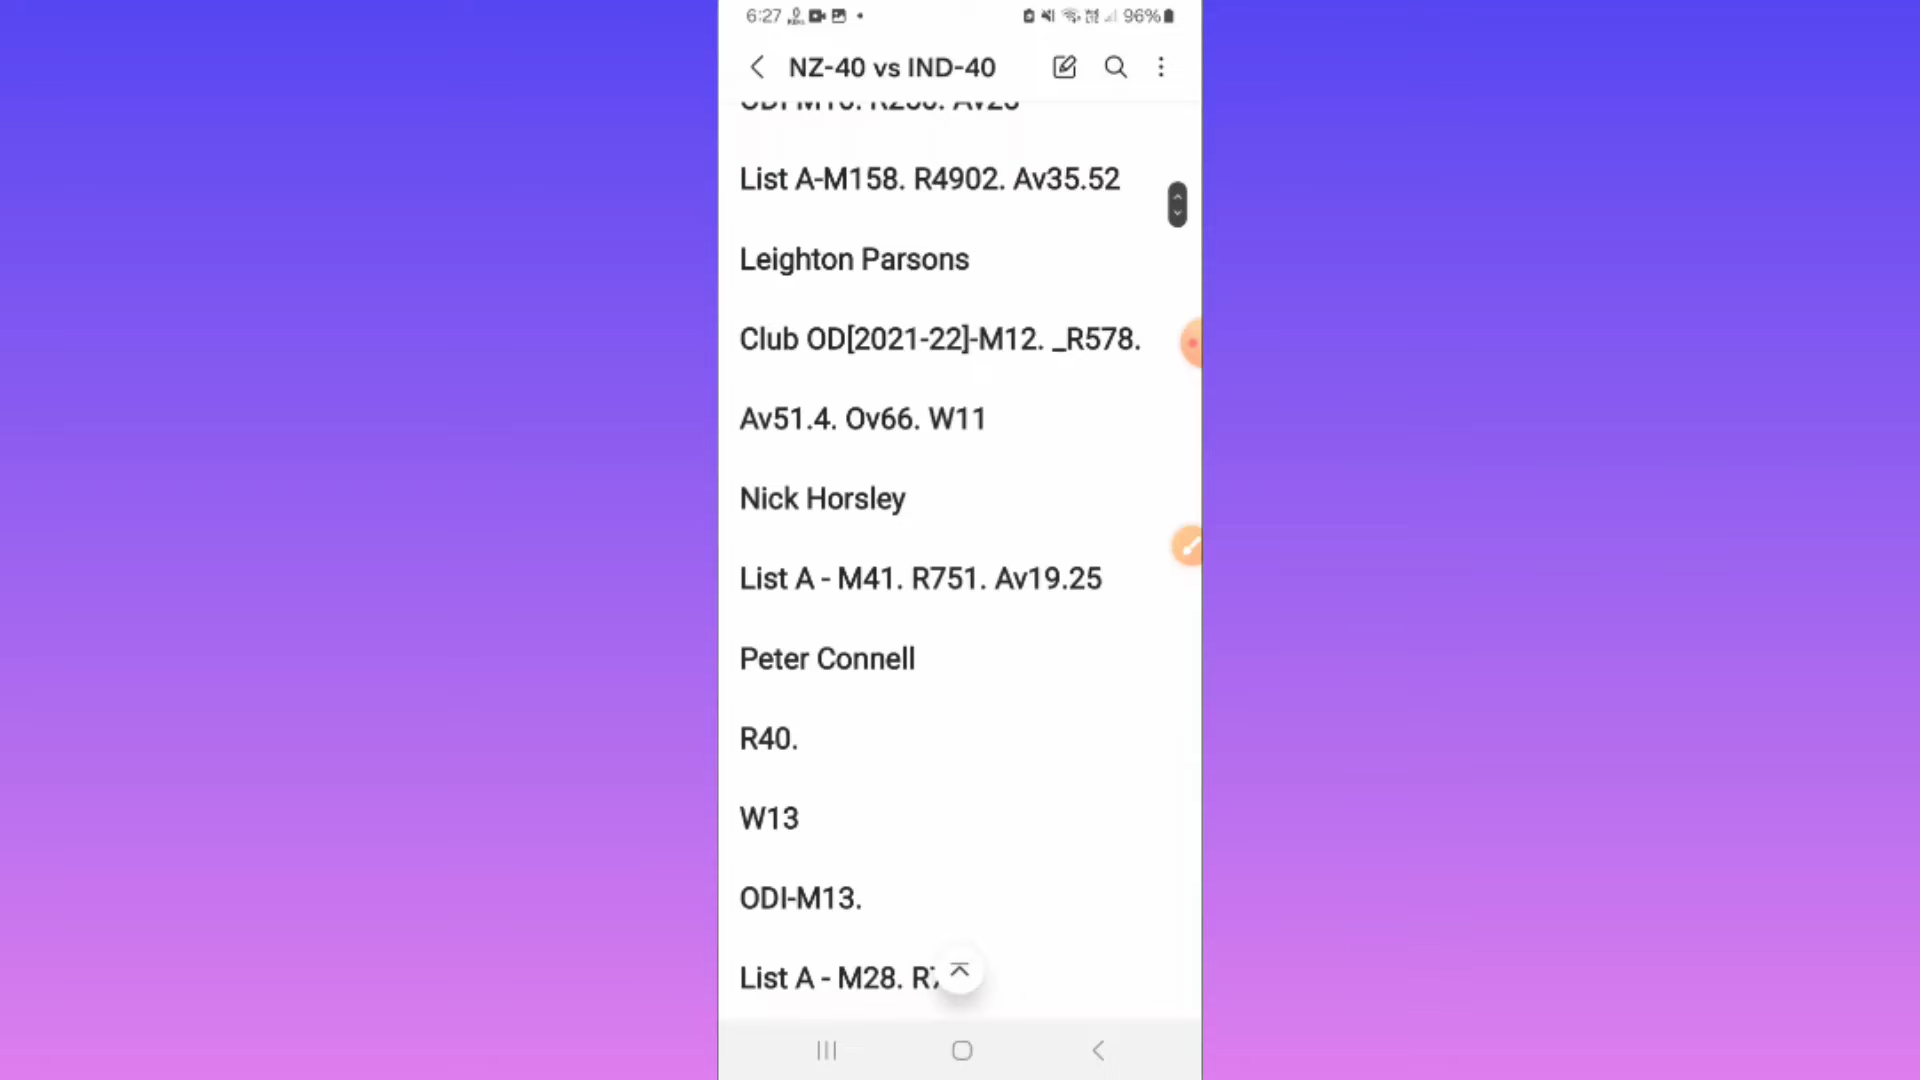 6:27
96%
NZ-40 vs IND-40
List A-M158. R4902. Av35.52
Leighton Parsons
Club OD[2021-22]-M12. _R578.
Av51.4. Ov66. W11
Nick Horsley
List A - M41. R751. Av19.25
Peter Connell
R40.
W13
ODI-M13.
List A - M28.